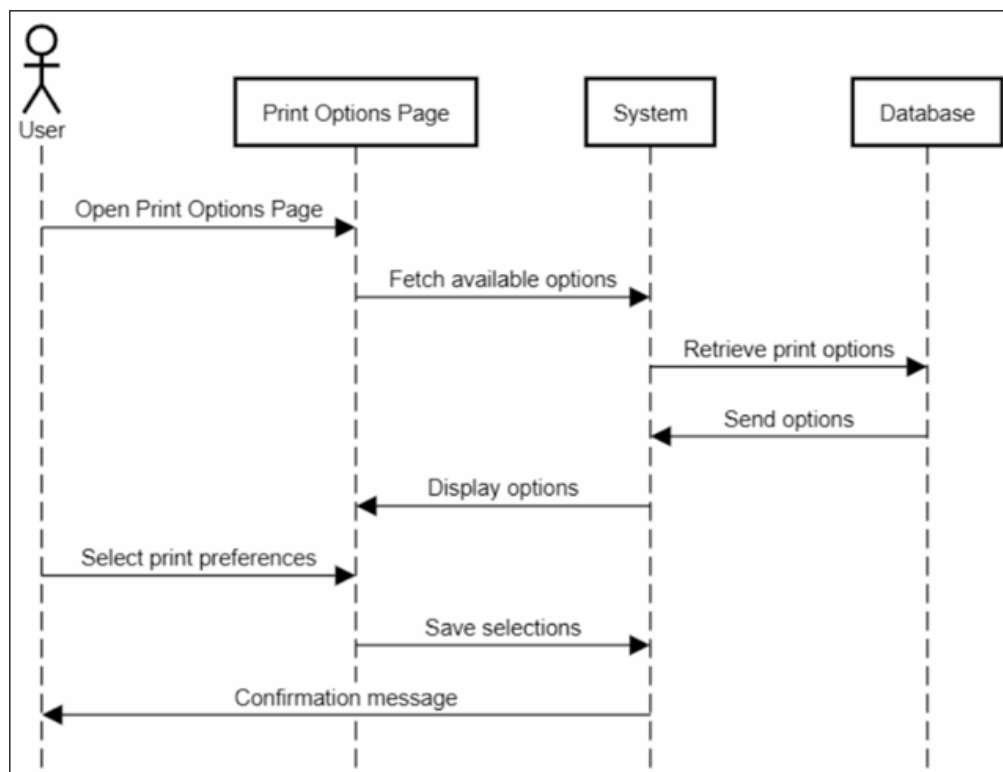 User
Print Options Page
System
Database
Open Print Options Page
Fetch available options
Retrieve print options
Send options
Display options
Select print preferences
Save selections
Confirmation message